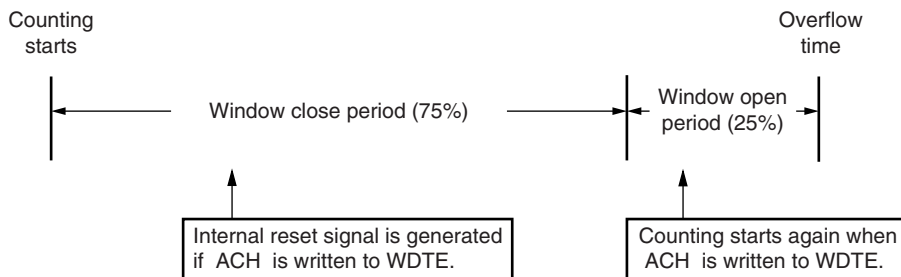 Counting
starts
Overflow
time
Window close period (75%)
Window open
period (25%)
Internal reset signal is generated
if ACH is written to WDTE.
Counting starts again when
ACH is written to WDTE.